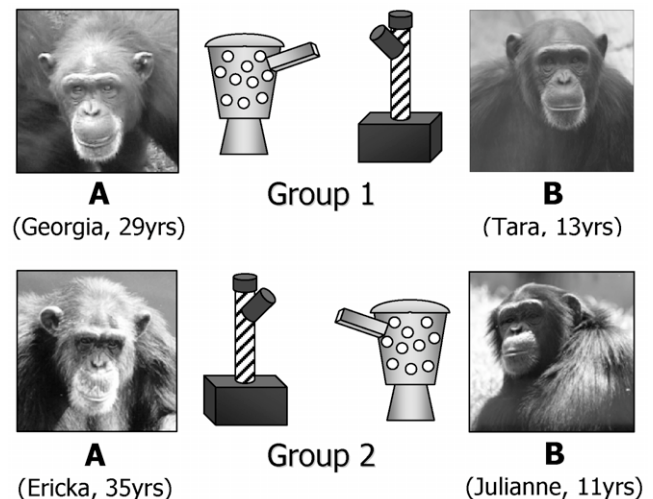 A
Group 1
B
(Georgia, 29yrs)
(Tara, 13yrs)
A
Group 2
B
(Ericka, 35yrs)
(Julianne, 11yrs)